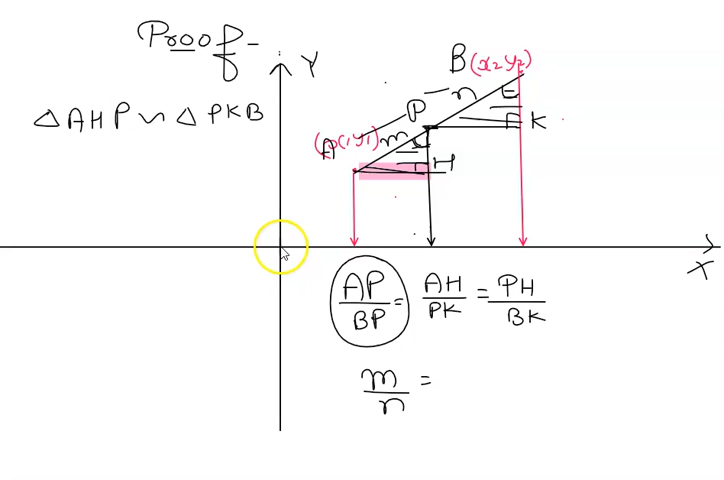 Proof-
Y
B (x2 y2)
P n
△AHP ∽ △PKB
K
A (x1 y1) m
H
X
AP/BP = AH/PK = PH/BK
m/n =